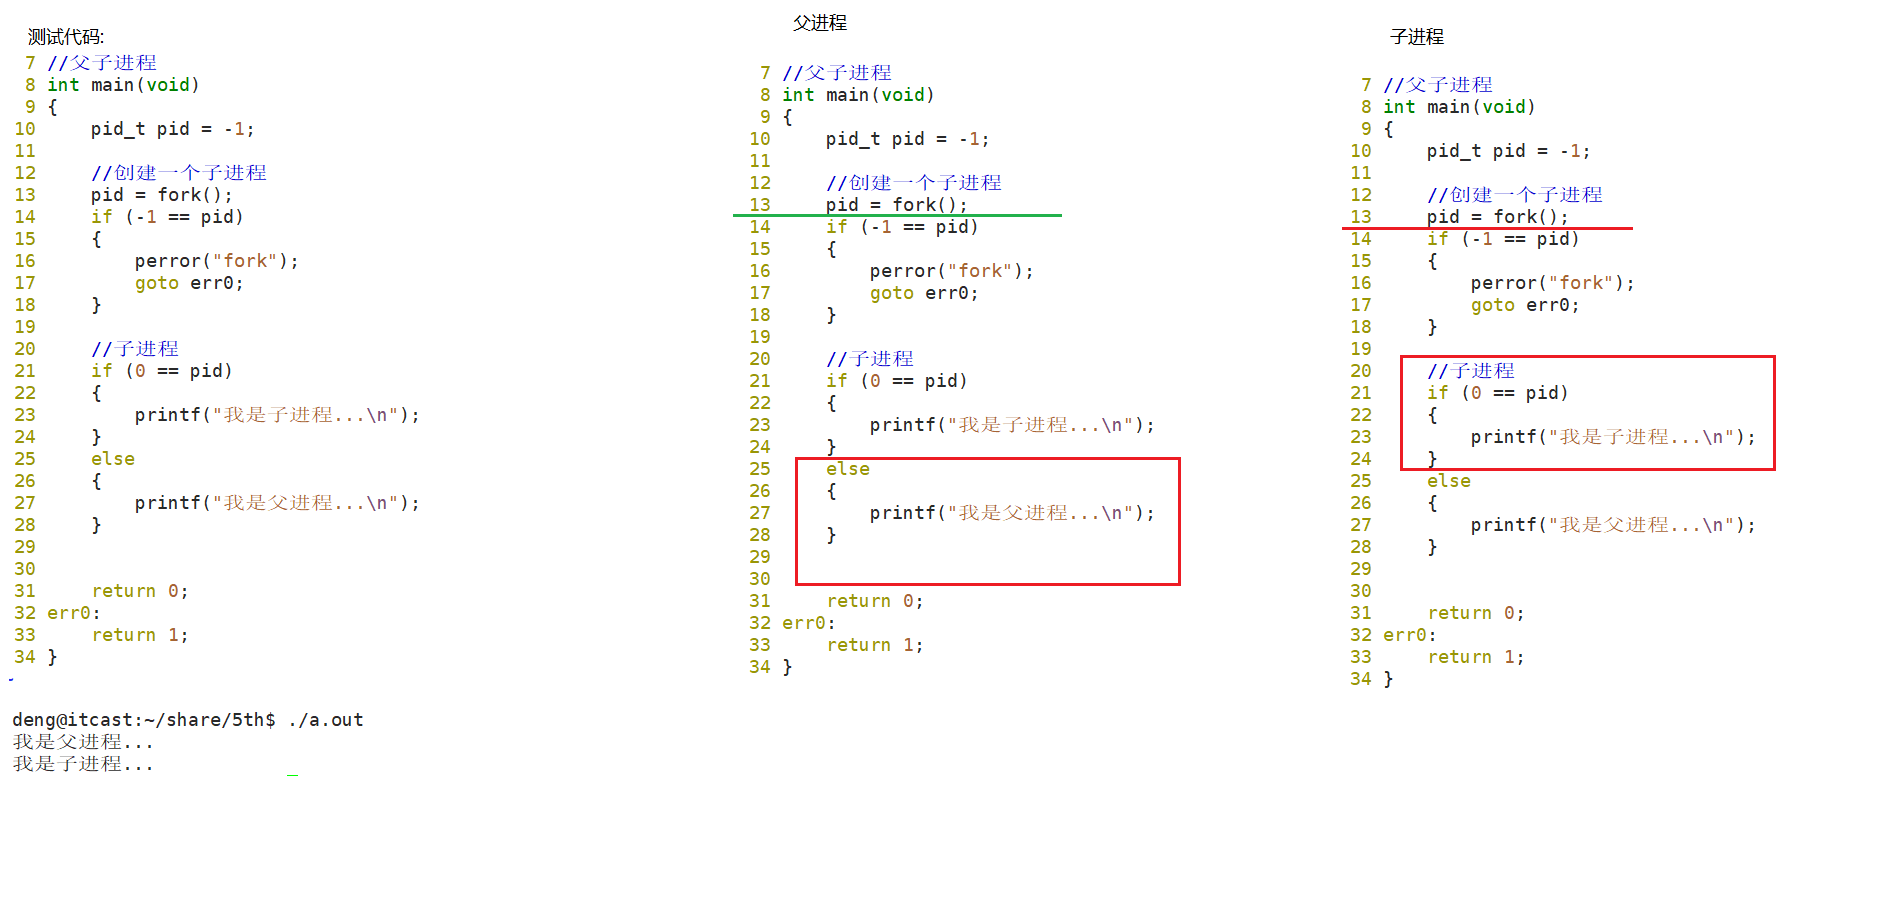 测试代码:
7 //父子进程
8 int main(void)
9 {
10     pid_t pid = -1;
11
12     //创建一个子进程
13     pid = fork();
14     if (-1 == pid)
15     {
16         perror("fork");
17         goto err0;
18     }
19
20     //子进程
21     if (0 == pid)
22     {
23         printf("我是子进程...\n");
24     }
25     else
26     {
27         printf("我是父进程...\n");
28     }
29
30
31     return 0;
32 err0:
33     return 1;
34 }
~
deng@itcast:~/share/5th$ ./a.out
我是父进程...
我是子进程...
父进程
7 //父子进程
8 int main(void)
9 {
10     pid_t pid = -1;
11
12     //创建一个子进程
13     pid = fork();
14     if (-1 == pid)
15     {
16         perror("fork");
17         goto err0;
18     }
19
20     //子进程
21     if (0 == pid)
22     {
23         printf("我是子进程...\n");
24     }
25     else
26     {
27         printf("我是父进程...\n");
28     }
29
30
31     return 0;
32 err0:
33     return 1;
34 }
子进程
7 //父子进程
8 int main(void)
9 {
10     pid_t pid = -1;
11
12     //创建一个子进程
13     pid = fork();
14     if (-1 == pid)
15     {
16         perror("fork");
17         goto err0;
18     }
19
20     //子进程
21     if (0 == pid)
22     {
23         printf("我是子进程...\n");
24     }
25     else
26     {
27         printf("我是父进程...\n");
28     }
29
30
31     return 0;
32 err0:
33     return 1;
34 }